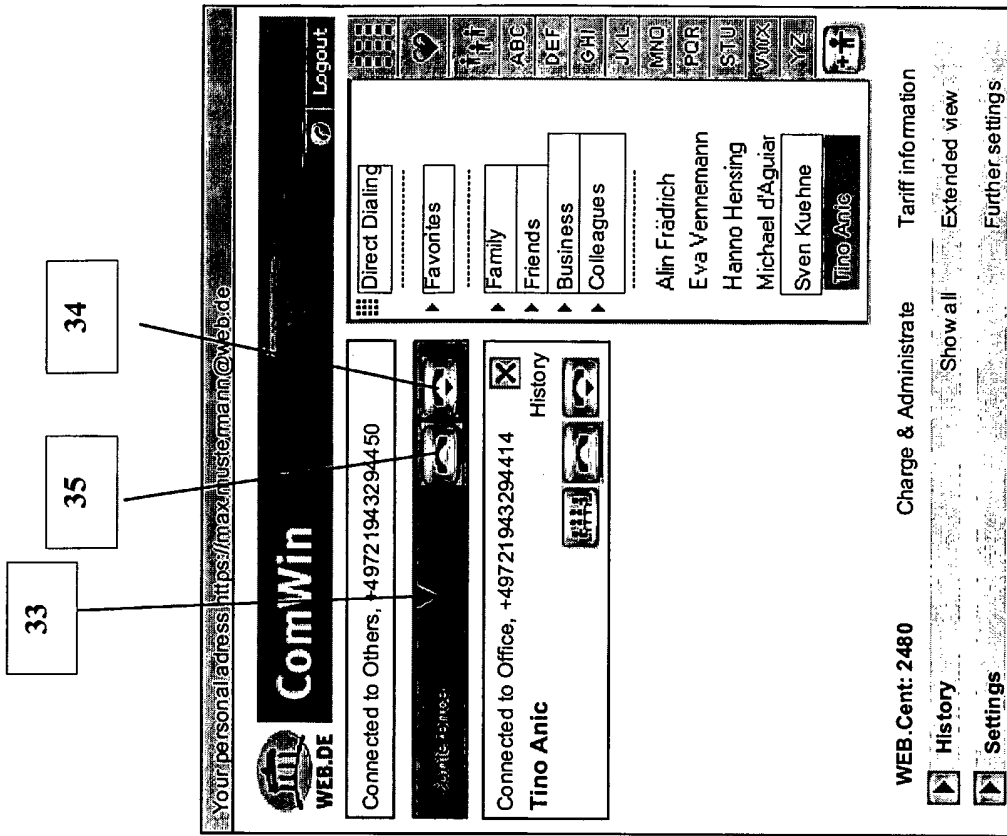 33
35
34
Your personal adress:https://max.mustermann@web.de
WEB.DE
ComWin
Logout
Connected to Others, +49721943294450
Conference
Connected to Office, +49721943294414
Tino Anic
History
Direct Dialing
Favorites
Family
Friends
Business
Colleagues
Alin Frädrich
Eva Vennemann
Hanno Hensing
Michael d'Aguiar
Sven Kuehne
Tino Anic
ABC
DEF
GHI
JKL
MNO
PQR
STU
VWX
YZ
WEB.Cent: 2480
Charge & Administrate
Tariff information
History
Show all
Extended view
Settings
Further settings